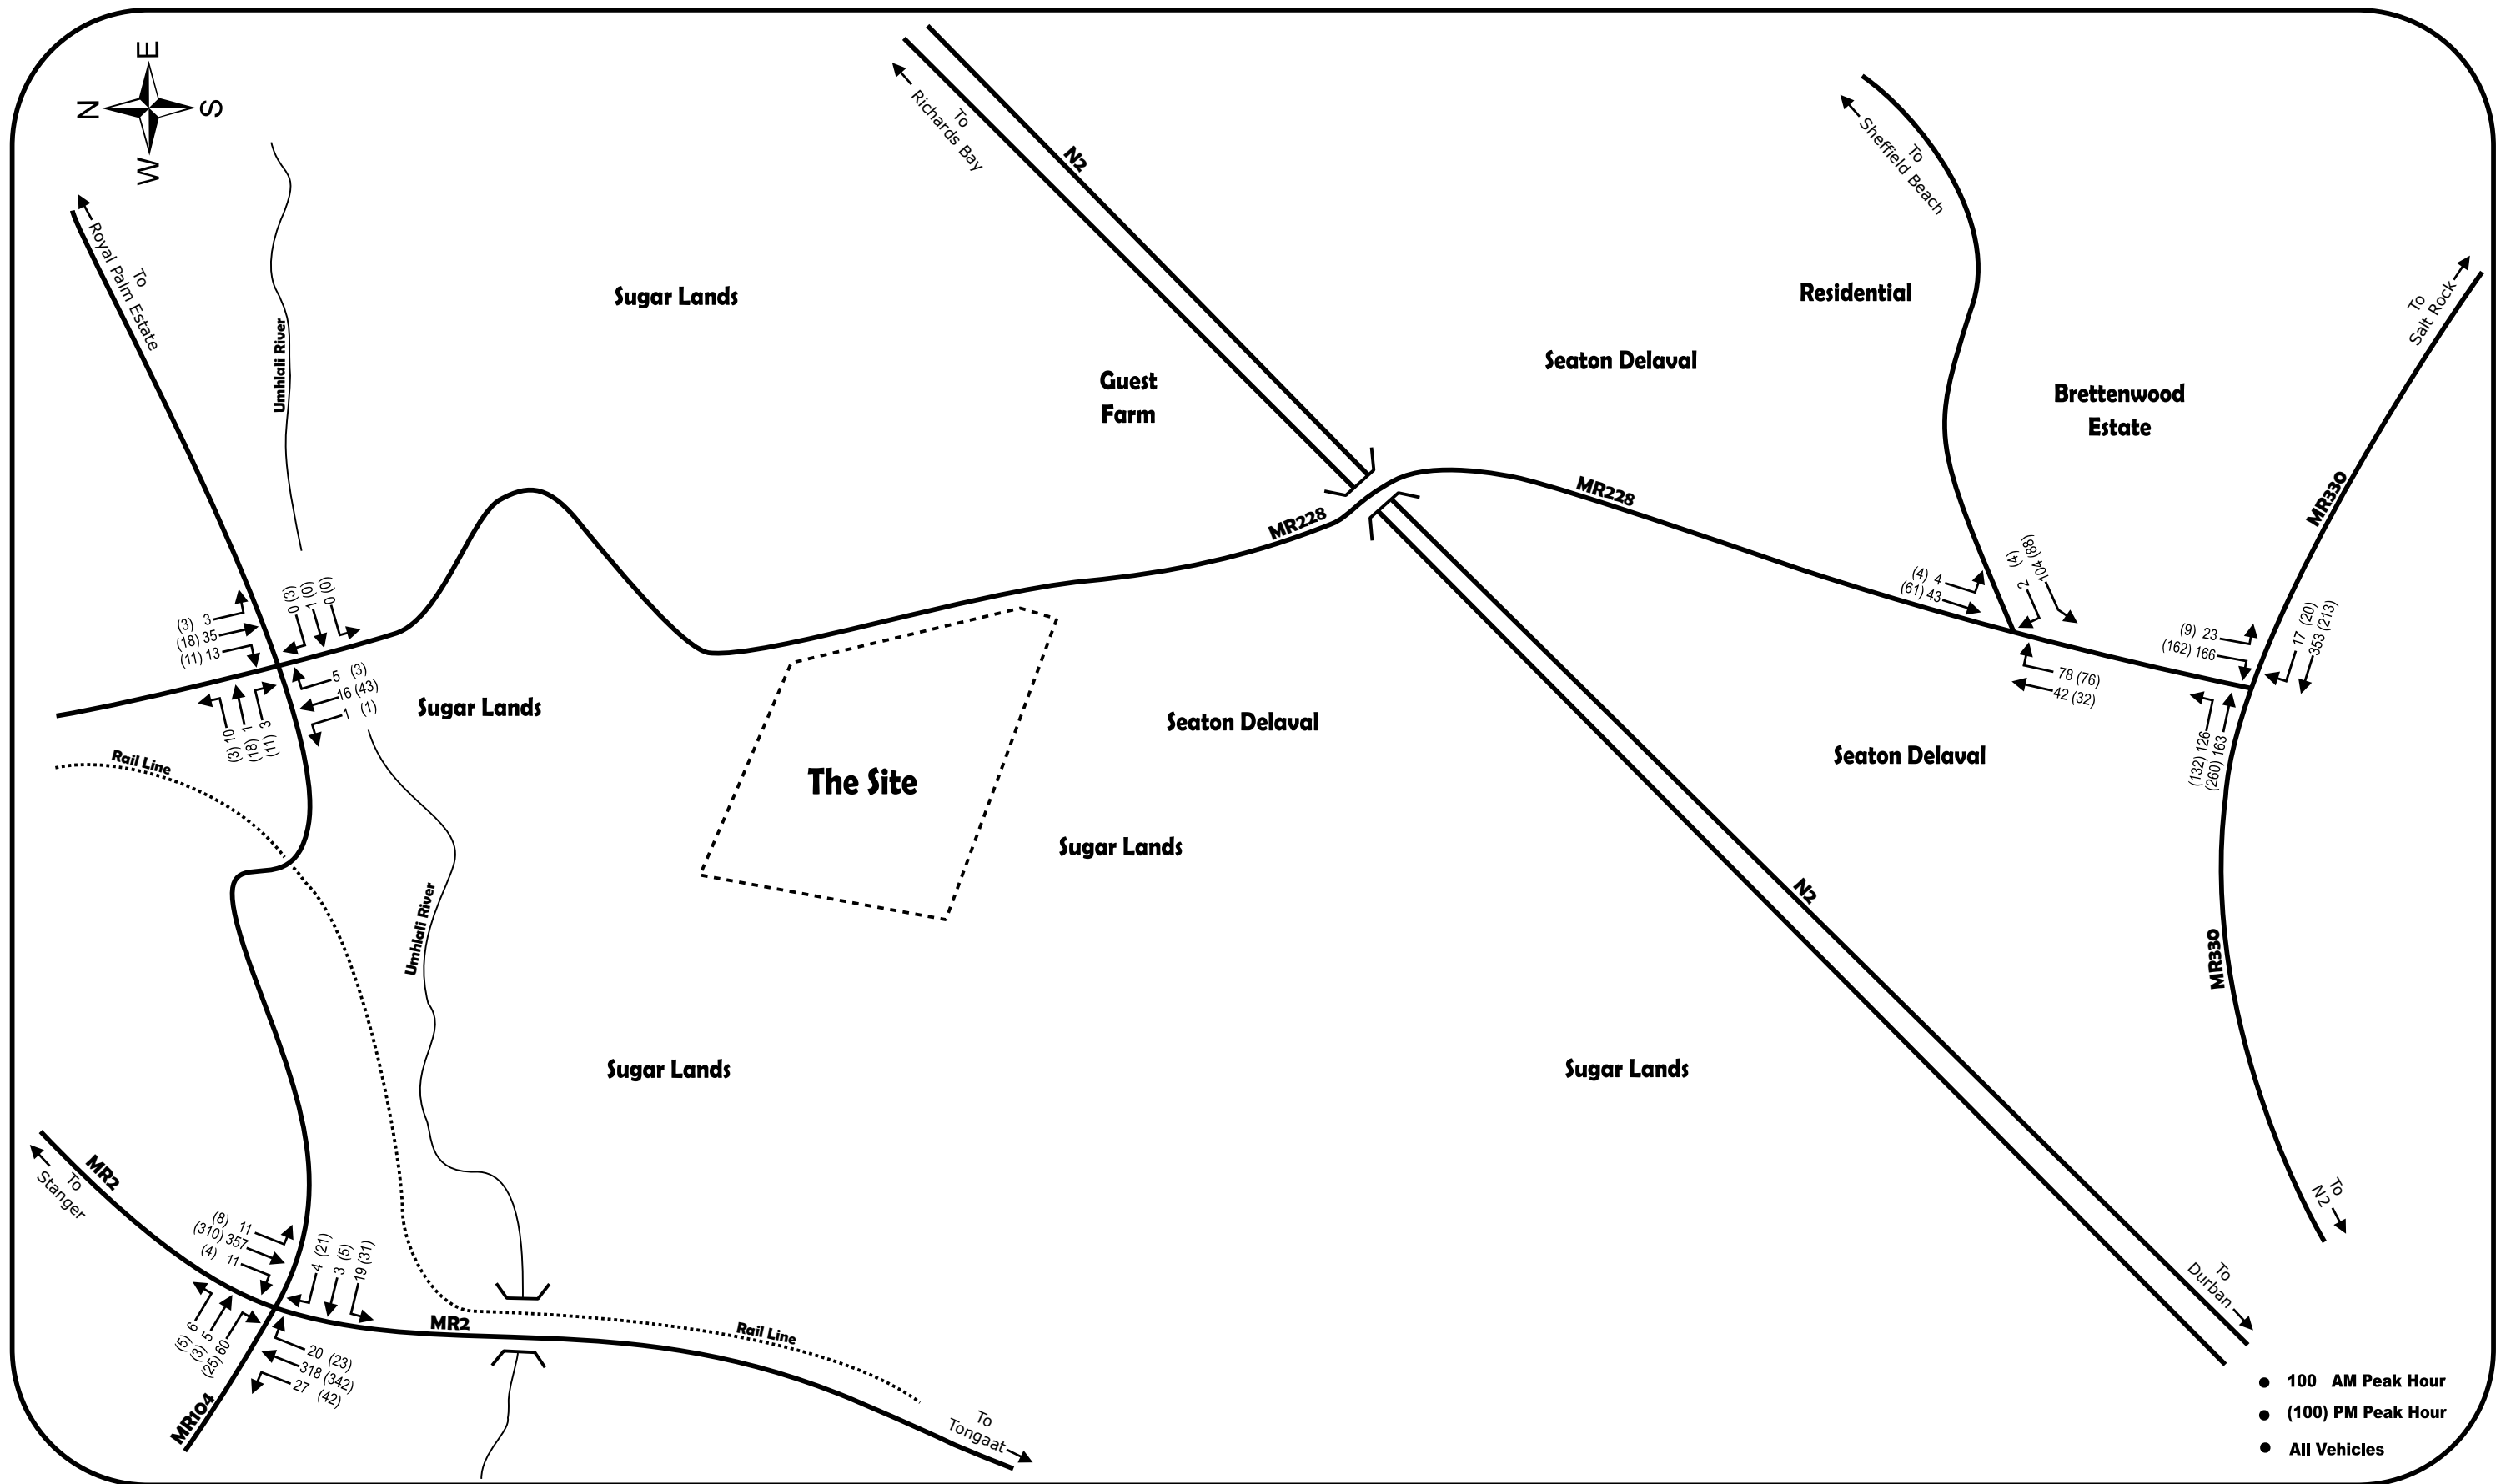 E
N
S
W
To
Richards Bay
N2
To
Sheffield Beach
To
Royal Palm Estate
Umhlali River
Sugar Lands
Residential
To
Salt Rock
Seaton Delaval
Guest
Farm
Brettenwood
Estate
MR228
MR228
MR330
(3) 3
(18) 35
(11) 13
0 (3)
1 (0)
0 (0)
5 (3)
16 (43)
1 (1)
(3) 10
(18) 1
(11) 3
(4) 4
(61) 43
2 (4)
104 (88)
78 (76)
42 (32)
(9) 23
(162) 166
17 (20)
353 (213)
(132) 126
(260) 163
Sugar Lands
Seaton Delaval
Seaton Delaval
The Site
Rail Line
Sugar Lands
N2
Umhlali River
MR330
Sugar Lands
Sugar Lands
MR2
To
Stanger
To
N2
(8) 11
(310) 357
(4) 11
4 (21)
3 (5)
19 (31)
(5) 6
(3) 5
(25) 60
20 (23)
318 (342)
27 (42)
MR2
Rail Line
To
Durban
MR104
To
Tongaat
100 AM Peak Hour
(100) PM Peak Hour
All Vehicles